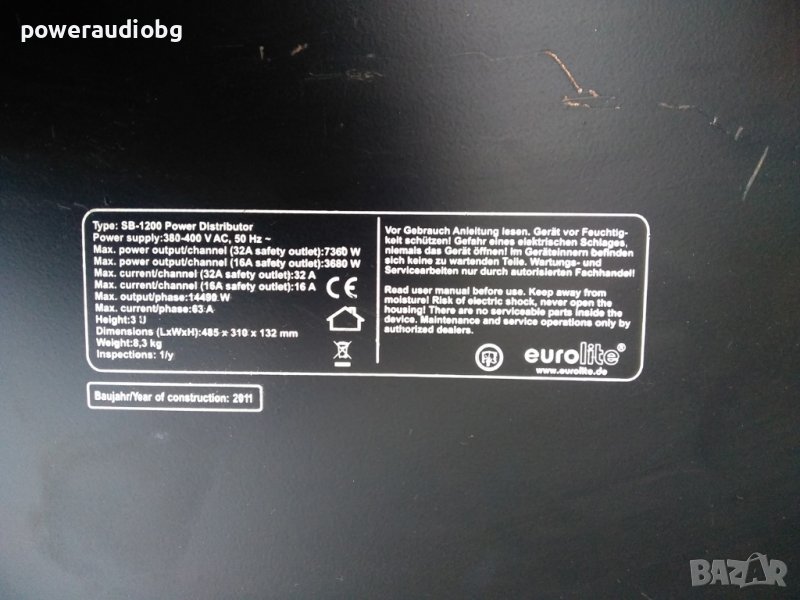 poweraudiobg
Type: SB-1200 Power Distributor
Power supply:380-400 V AC, 50 Hz ~
Max. power output/channel (32A safety outlet):7360 W
Max. power output/channel (16A safety outlet):3680 W
Max. current/channel (32A safety outlet):32 A
Max. current/channel (16A safety outlet):16 A
Max. output/phase:14490 W
Max. current/phase:63 A
Height:3 U
Dimensions (LxWxH):485 x 310 x 132 mm
Weight:8,3 kg
Inspections: 1/y
CE
Vor Gebrauch Anleitung lesen. Gerät vor Feuchtig-
keit schützen! Gefahr eines elektrischen Schlages,
niemals das Gerät öffnen! Im Geräteinnern befinden
sich keine zu wartenden Teile. Wartungs- und
Servicearbeiten nur durch autorisierten Fachhandel!
Read user manual before use. Keep away from
moisture! Risk of electric shock, never open the
housing! There are no serviceable parts inside the
device. Maintenance and service operations only by
authorized dealers.
eurolite®
www.eurolite.de
Baujahr/Year of construction: 2011
BAZAR